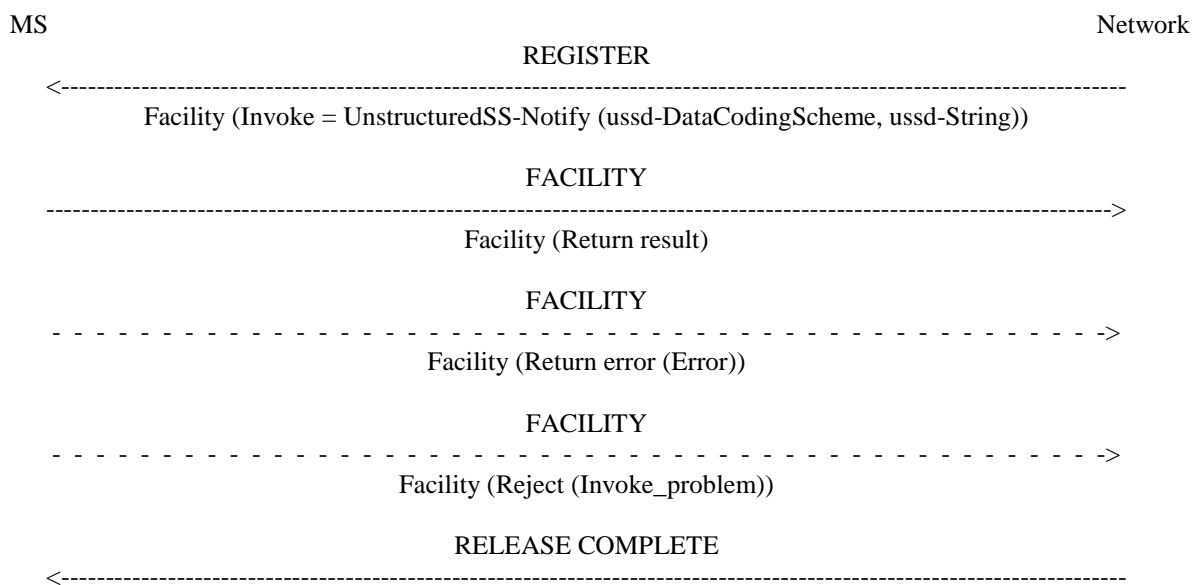 MS Network
REGISTER
<------------------------------------------------------------------------------------------------------------------------
Facility (Invoke = UnstructuredSS-Notify (ussd-DataCodingScheme, ussd-String))
FACILITY
------------------------------------------------------------------------------------------------------------------------>
Facility (Return result)
FACILITY
- - - - - - - - - - - - - - - - - - - - - - - - - - - - - - - - - - - - - - - - - - - - - - - - - - - - - - - - - ->
Facility (Return error (Error))
FACILITY
- - - - - - - - - - - - - - - - - - - - - - - - - - - - - - - - - - - - - - - - - - - - - - - - - - - - - - - - - ->
Facility (Reject (Invoke_problem))
RELEASE COMPLETE
<------------------------------------------------------------------------------------------------------------------------